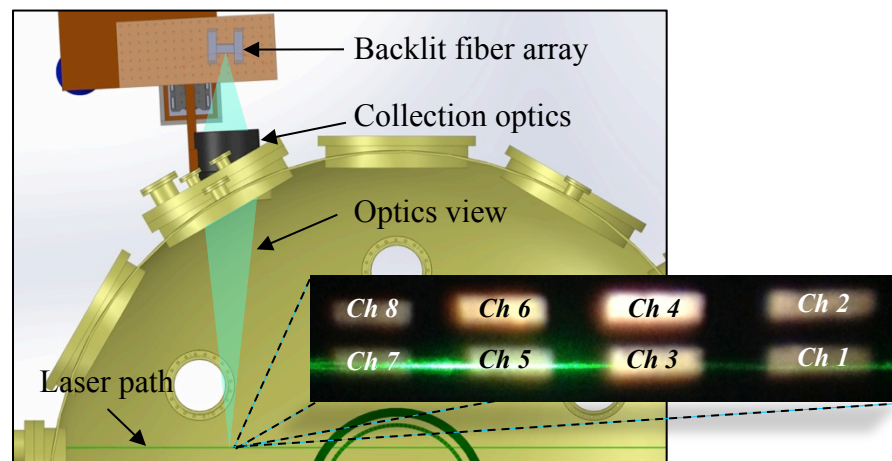 Backlit fiber array
Collection optics
Optics view
Ch 8 Ch 6 Ch 4 Ch 2
Ch 7 Ch 5 Ch 3 Ch 1
Laser path